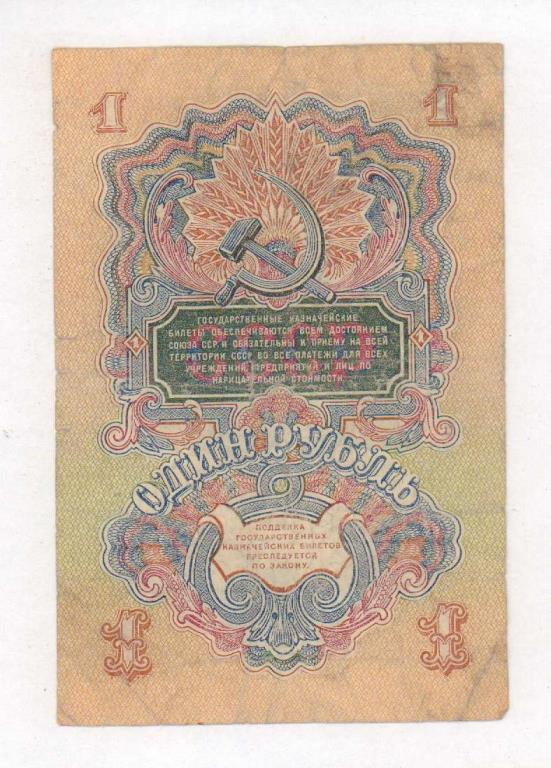 1 1
ГОСУДАРСТВЕННЫЕ КАЗНАЧЕЙСКИЕ
БИЛЕТЫ ОБЕСПЕЧИВАЮТСЯ ВСЕМ ДОСТОЯНИЕМ
СОЮЗА ССР И ОБЯЗАТЕЛЬНЫ К ПРИЕМУ НА ВСЕЙ
ТЕРРИТОРИИ СССР ВО ВСЕ ПЛАТЕЖИ ДЛЯ ВСЕХ
УЧРЕЖДЕНИЙ, ПРЕДПРИЯТИЙ И ЛИЦ ПО
НАРИЦАТЕЛЬНОЙ СТОИМОСТИ.
1 1
ОДИН РУБЛЬ
ПОДДЕЛКА
ГОСУДАРСТВЕННЫХ
КАЗНАЧЕЙСКИХ БИЛЕТОВ
ПРЕСЛЕДУЕТСЯ
ПО ЗАКОНУ.
1 1